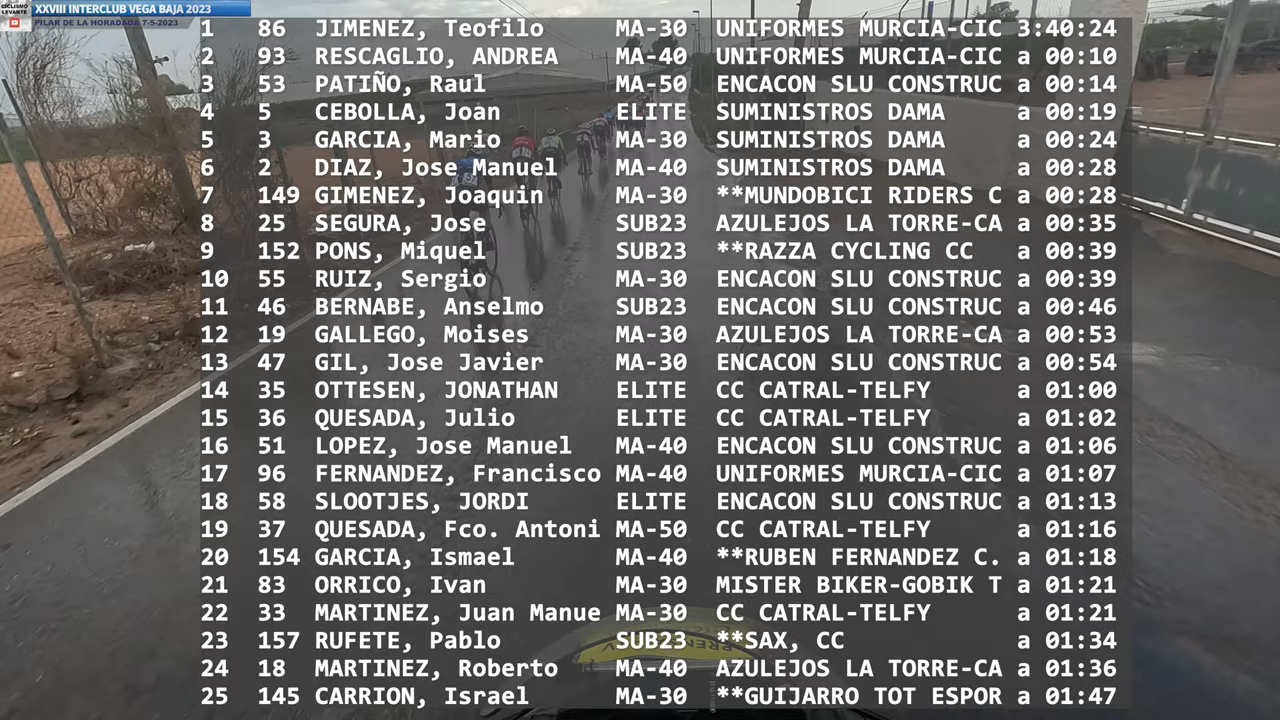 CICLISMO
LEVANTE
XXVIII INTERCLUB VEGA BAJA 2023
PILAR DE LA HORADADA 7-5-2023
1 86 JIMENEZ, Teofilo MA-30 UNIFORMES MURCIA-CIC 3:40:24
2 93 RESCAGLIO, ANDREA MA-40 UNIFORMES MURCIA-CIC a 00:10
3 53 PATIÑO, Raul MA-50 ENCACON SLU CONSTRUC a 00:14
4 5 CEBOLLA, Joan ELITE SUMINISTROS DAMA a 00:19
5 3 GARCIA, Mario MA-30 SUMINISTROS DAMA a 00:24
6 2 DIAZ, Jose Manuel MA-40 SUMINISTROS DAMA a 00:28
7 149 GIMENEZ, Joaquin MA-30 **MUNDOBICI RIDERS C a 00:28
8 25 SEGURA, Jose SUB23 AZULEJOS LA TORRE-CA a 00:35
9 152 PONS, Miquel SUB23 **RAZZA CYCLING CC a 00:39
10 55 RUIZ, Sergio MA-30 ENCACON SLU CONSTRUC a 00:39
11 46 BERNABE, Anselmo SUB23 ENCACON SLU CONSTRUC a 00:46
12 19 GALLEGO, Moises MA-30 AZULEJOS LA TORRE-CA a 00:53
13 47 GIL, Jose Javier MA-30 ENCACON SLU CONSTRUC a 00:54
14 35 OTTESEN, JONATHAN ELITE CC CATRAL-TELFY a 01:00
15 36 QUESADA, Julio ELITE CC CATRAL-TELFY a 01:02
16 51 LOPEZ, Jose Manuel MA-40 ENCACON SLU CONSTRUC a 01:06
17 96 FERNANDEZ, Francisco MA-40 UNIFORMES MURCIA-CIC a 01:07
18 58 SLOOTJES, JORDI ELITE ENCACON SLU CONSTRUC a 01:13
19 37 QUESADA, Fco. Antoni MA-50 CC CATRAL-TELFY a 01:16
20 154 GARCIA, Ismael MA-40 **RUBEN FERNANDEZ C. a 01:18
21 83 ORRICO, Ivan MA-30 MISTER BIKER-GOBIK T a 01:21
22 33 MARTINEZ, Juan Manue MA-30 CC CATRAL-TELFY a 01:21
23 157 RUFETE, Pablo SUB23 **SAX, CC a 01:34
24 18 MARTINEZ, Roberto MA-40 AZULEJOS LA TORRE-CA a 01:36
25 145 CARRION, Israel MA-30 **GUIJARRO TOT ESPOR a 01:47